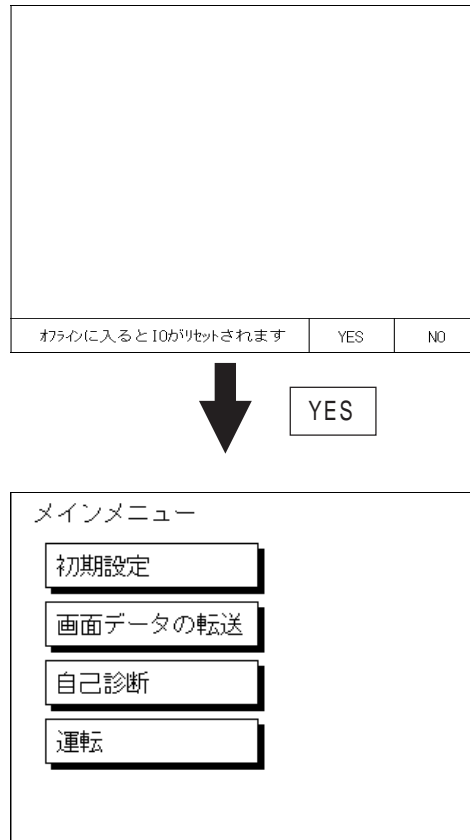 ｵﾌﾗｲﾝに入るとIOがﾘｾｯﾄされます YES NO
YES
メインメニュー
初期設定
画面データの転送
自己診断
運転